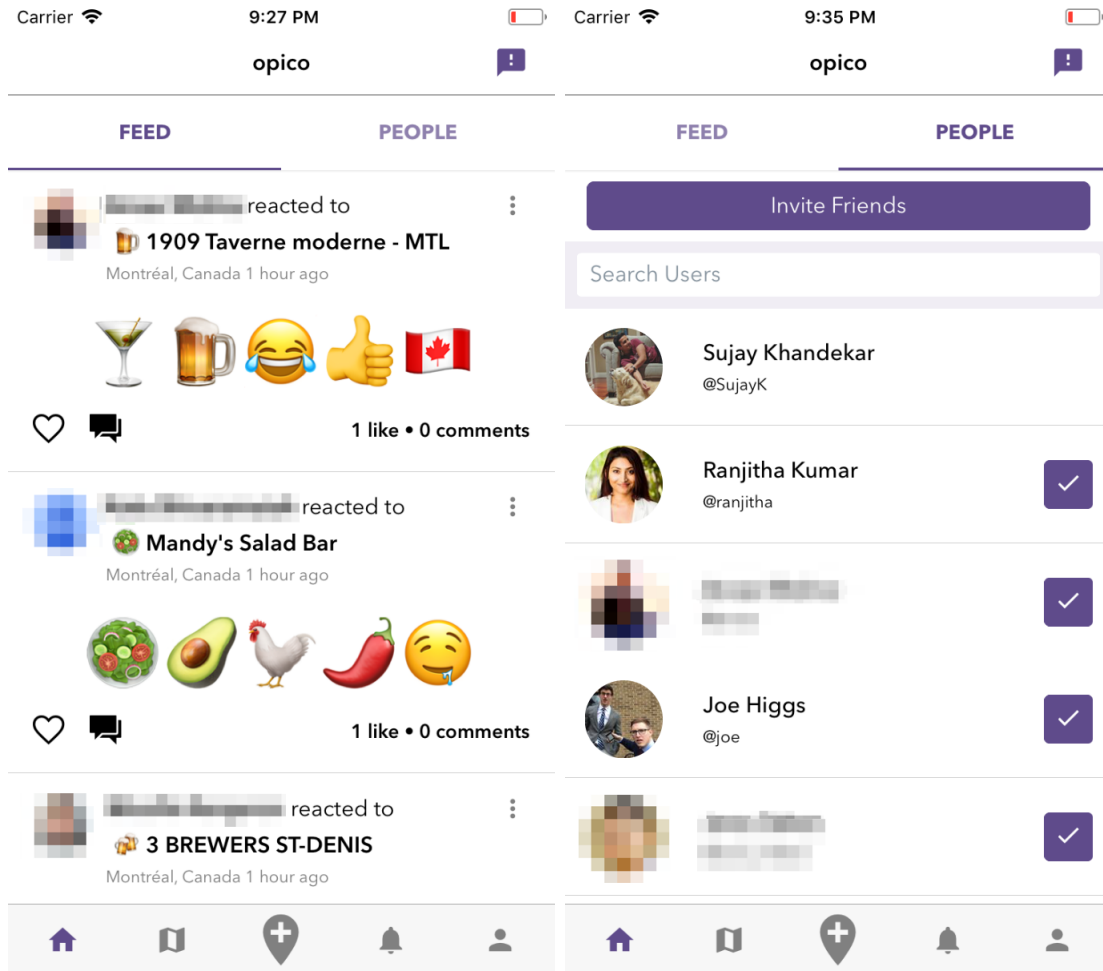 Carrier 9:27 PM
opico
FEED PEOPLE
reacted to
1909 Taverne moderne - MTL
Montréal, Canada 1 hour ago
1 like • 0 comments
reacted to
Mandy's Salad Bar
Montréal, Canada 1 hour ago
1 like • 0 comments
reacted to
3 BREWERS ST-DENIS
Montréal, Canada 1 hour ago
Carrier 9:35 PM
opico
FEED PEOPLE
Invite Friends
Search Users
Sujay Khandekar
@SujayK
Ranjitha Kumar
@ranjitha
Joe Higgs
@joe